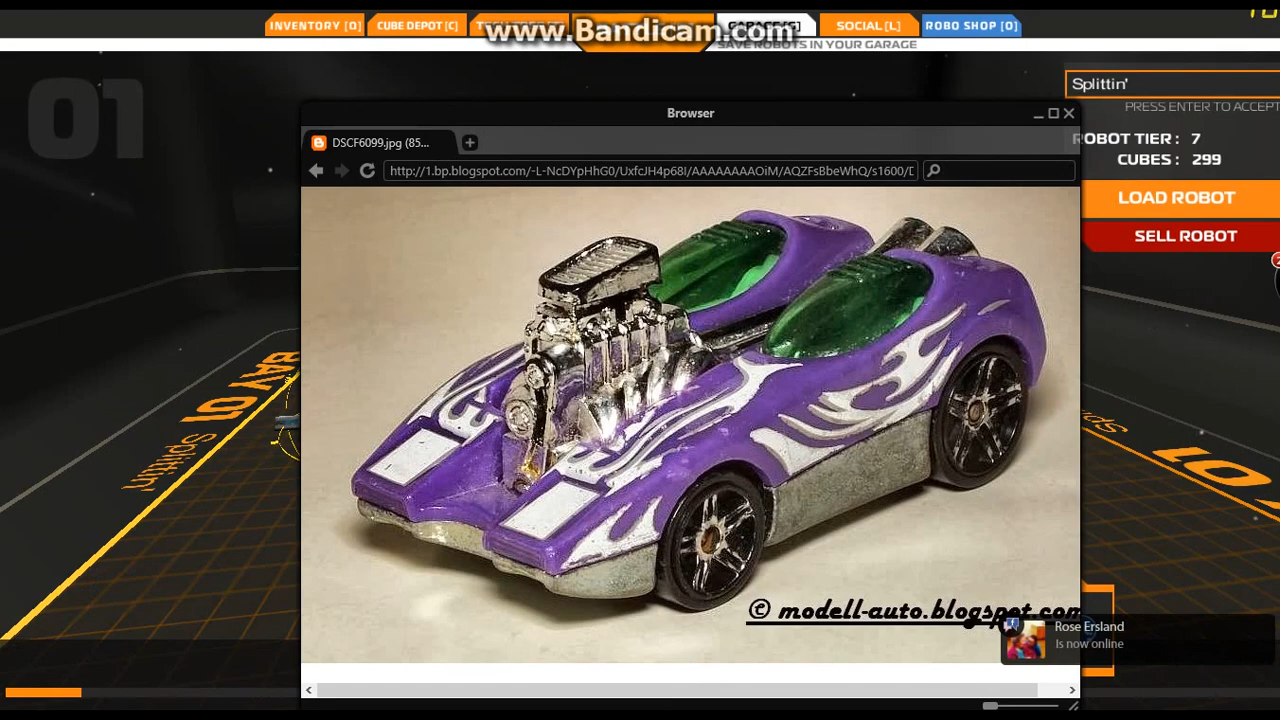 INVENTORY [Q]
CUBE DEPOT [C]
www.Bandicam.com
GARAGE [G]
SOCIAL [L]
ROBO SHOP [O]
SAVE ROBOTS IN YOUR GARAGE
01
Splittin'
PRESS ENTER TO ACCEPT
ROBOT TIER : 7
CUBES : 299
LOAD ROBOT
SELL ROBOT
Browser
DSCF6099.jpg (85...
http://1.bp.blogspot.com/-L-NcDYpHhG0/UxfcJH4p68I/AAAAAAAAOiM/AQZFsBbeWhQ/s1600/D
BAY 01
Splittin'
01
© modell-auto.blogspot.com
Rose Ersland
Is now online